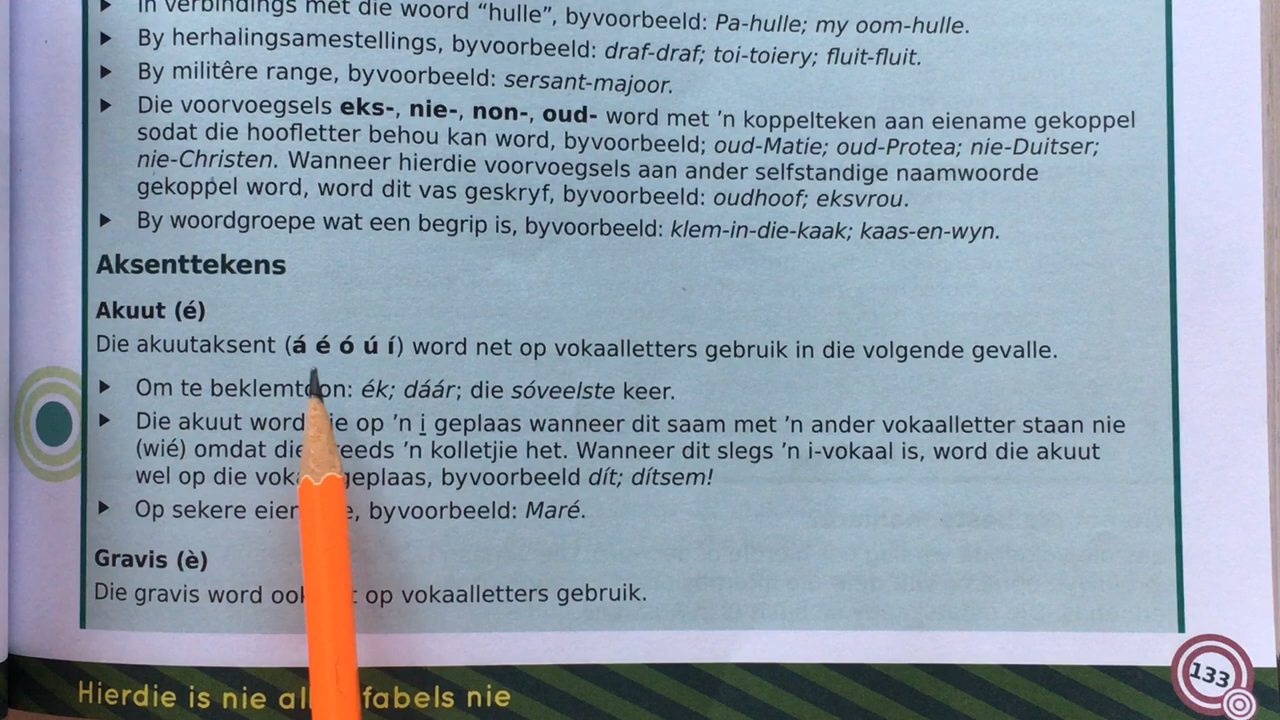 In verbindings met die woord “hulle”, byvoorbeeld: Pa-hulle; my oom-hulle.
▶ By herhalingsamestellings, byvoorbeeld: draf-draf; toi-toiery; fluit-fluit.
▶ By militêre range, byvoorbeeld: sersant-majoor.
▶ Die voorvoegsels eks-, nie-, non-, oud- word met ’n koppelteken aan eiename gekoppel
sodat die hoofletter behou kan word, byvoorbeeld; oud-Matie; oud-Protea; nie-Duitser;
nie-Christen. Wanneer hierdie voorvoegsels aan ander selfstandige naamwoorde
gekoppel word, word dit vas geskryf, byvoorbeeld: oudhoof; eksvrou.
▶ By woordgroepe wat een begrip is, byvoorbeeld: klem-in-die-kaak; kaas-en-wyn.
Aksenttekens
Akuut (é)
Die akuutaksent (á é ó ú í) word net op vokaalletters gebruik in die volgende gevalle.
▶ Om te beklemtoon: ék; dáár; die sóveelste keer.
▶ Die akuut word op ’n i geplaas wanneer dit saam met ’n ander vokaalletter staan nie
(wié) omdat die ’n kolletjie het. Wanneer dit slegs ’n i-vokaal is, word die akuut
wel op die geplaas, byvoorbeeld dít; dítsem!
▶ Op sekere byvoorbeeld: Maré.
Gravis (è)
Die gravis word op vokaalletters gebruik.
Hierdie is nie fabels nie
133